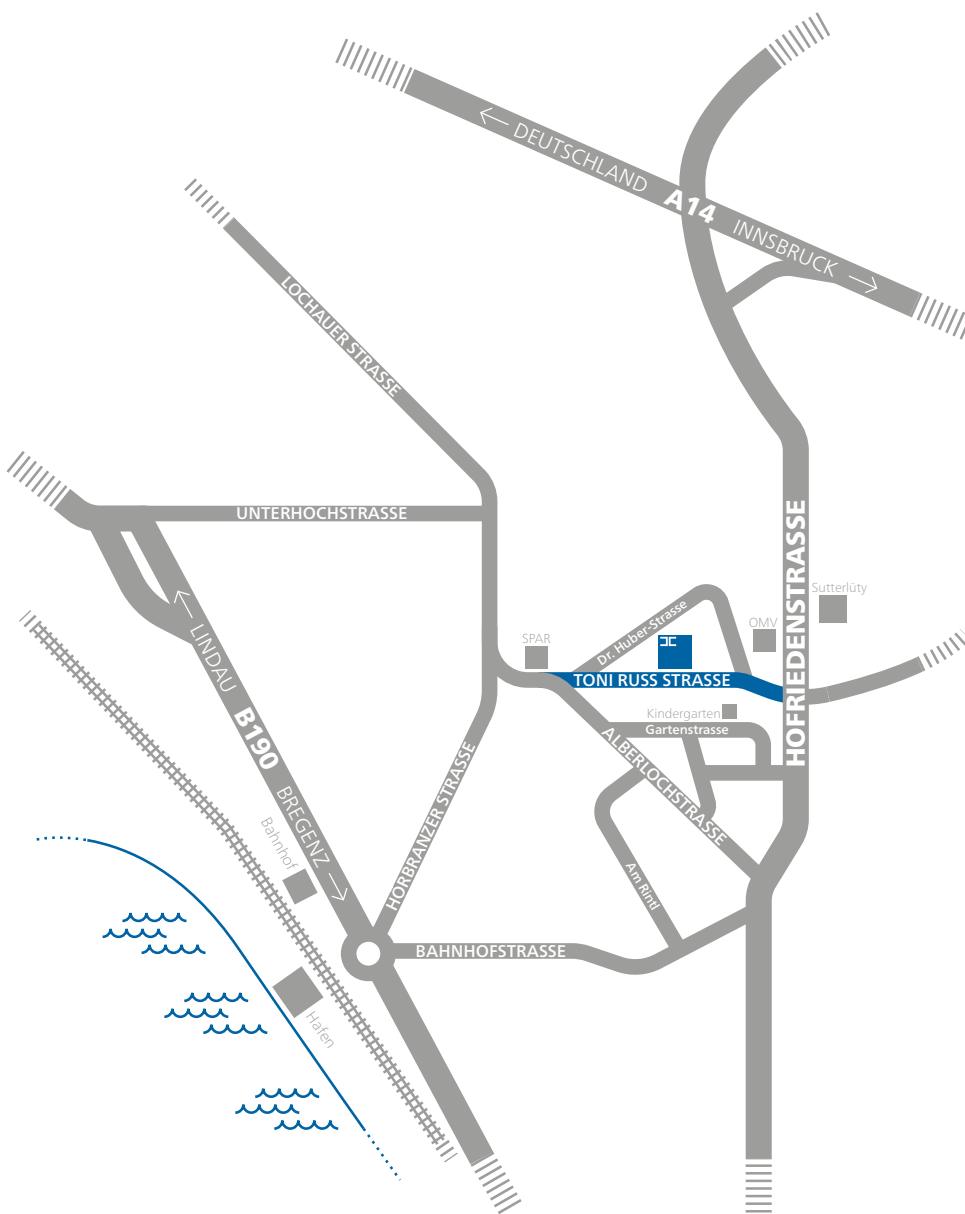 DEUTSCHLAND A14 INNSBRUCK
LOCHAUER STRASSE
UNTERHOCHSTRASSE
HOFRIEDENSTRASSE
Sutterlüty
OMV
SPAR
Dr. Huber-Strasse
TONI RUSS STRASSE
Kindergarten
Gartenstrasse
ALBERLOCHSTRASSE
LINDAU B190 BREGENZ
HÖRBRANZER STRASSE
Bahnhof
Am Rintl
BAHNHOFSTRASSE
Hafen